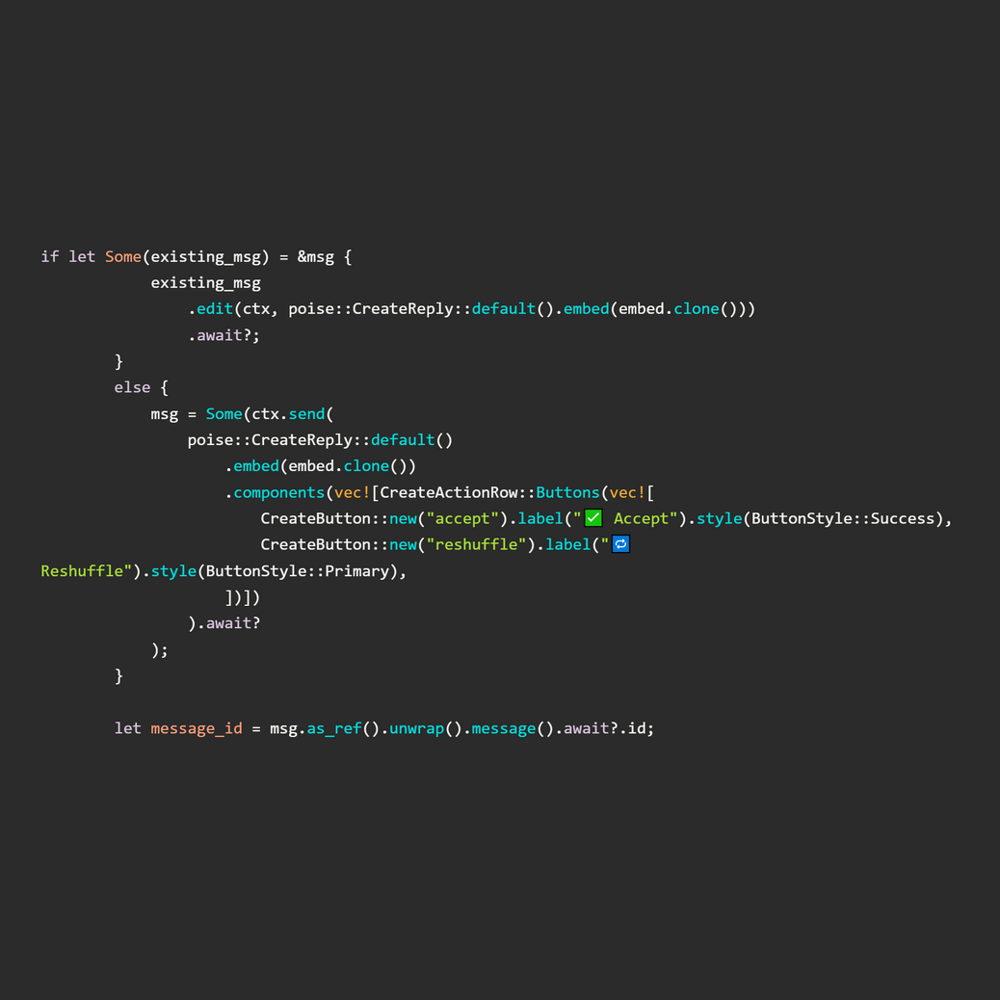 if let Some(existing_msg) = &msg {
            existing_msg
                .edit(ctx, poise::CreateReply::default().embed(embed.clone()))
                .await?;
        }
        else {
            msg = Some(ctx.send(
                poise::CreateReply::default()
                    .embed(embed.clone())
                    .components(vec![CreateActionRow::Buttons(vec![
                        CreateButton::new("accept").label("✅ Accept").style(ButtonStyle::Success),
                        CreateButton::new("reshuffle").label("🔁
Reshuffle").style(ButtonStyle::Primary),
                    ])])
                ).await?
            );
        }

        let message_id = msg.as_ref().unwrap().message().await?.id;